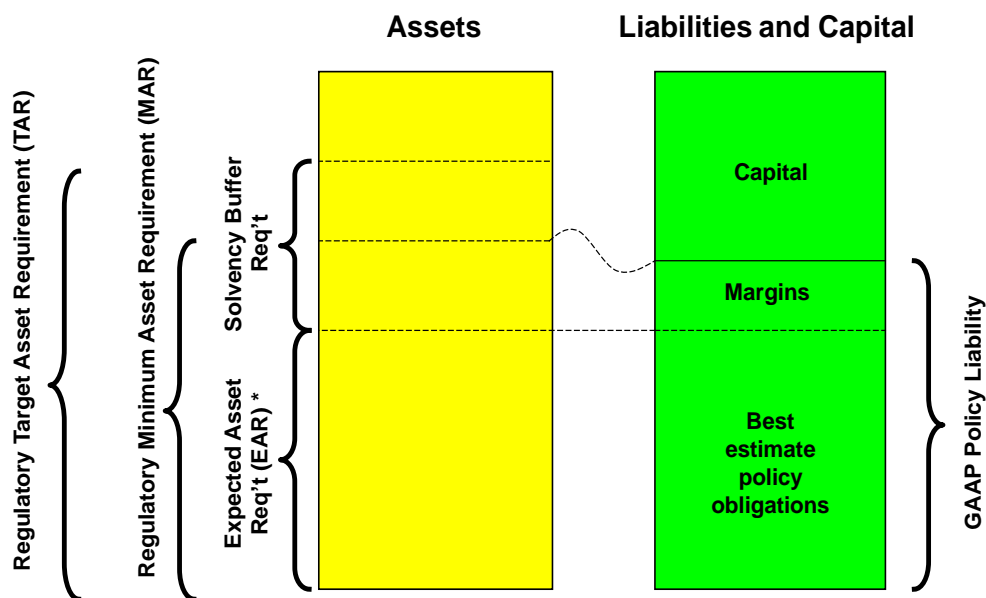 Assets
Liabilities and Capital
Regulatory Target Asset Requirement (TAR)
Regulatory Minimum Asset Requirement (MAR)
Solvency Buffer
Req't
Expected Asset
Req't (EAR) *
Capital
Margins
Best
estimate
policy
obligations
GAAP Policy Liability